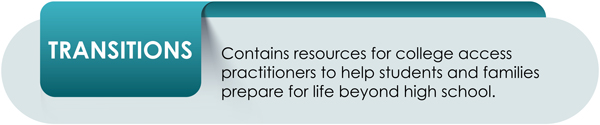 TRANSITIONS
Contains resources for college access
practitioners to help students and families
prepare for life beyond high school.